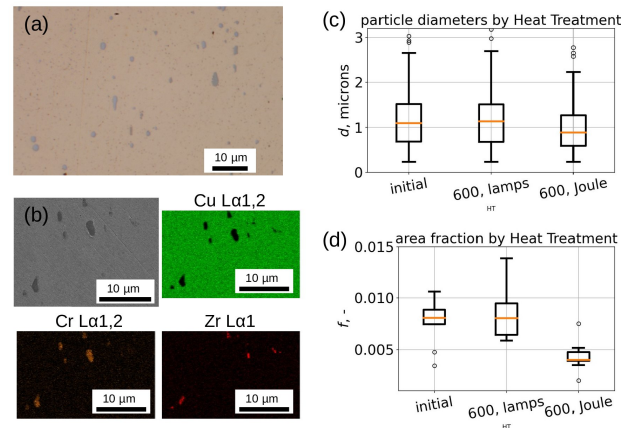 (a)
10 µm
(b)
10 µm
Cu Lα1,2
10 µm
Cr Lα1,2
10 µm
Zr Lα1
10 µm
(c)
particle diameters by Heat Treatment
3
2
1
0
d, microns
initial
600, lamps
600, Joule
HT
(d)
area fraction by Heat Treatment
0.015
0.010
0.005
f, -
initial
600, lamps
600, Joule
HT